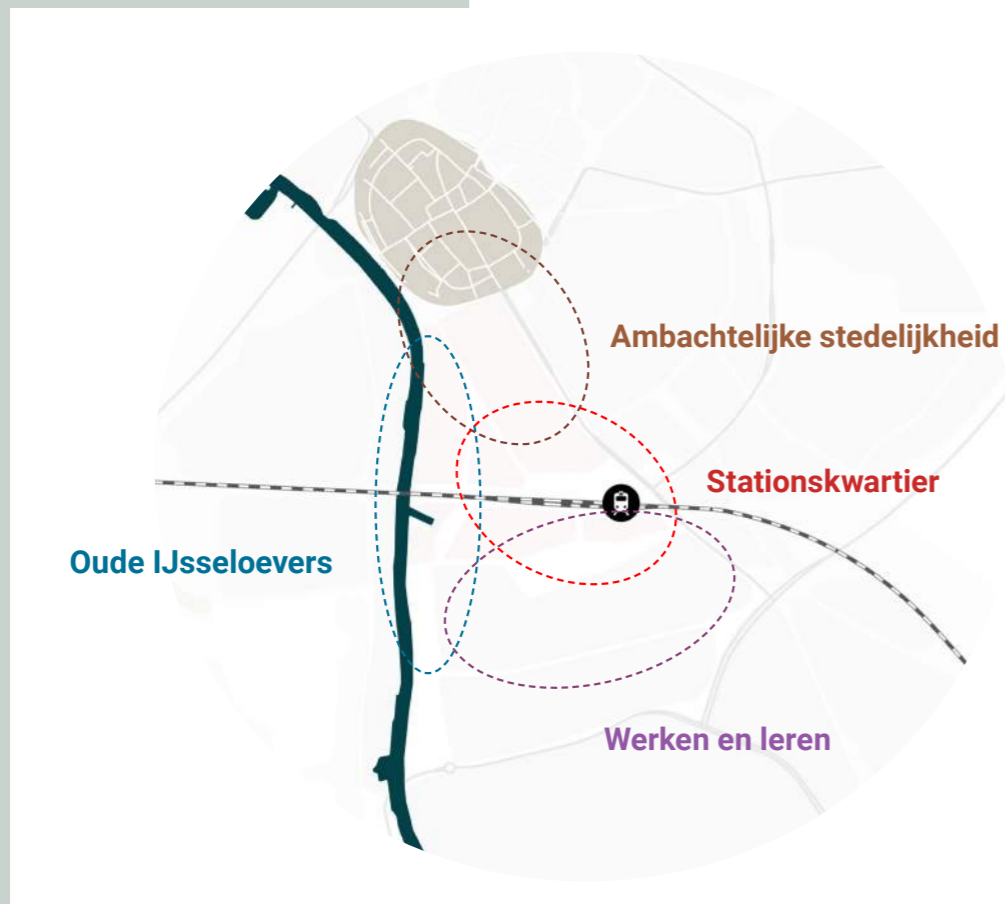 Ambachtelijke stedelijkheid
Stationskwartier
Oude IJsseloevers
Werken en leren